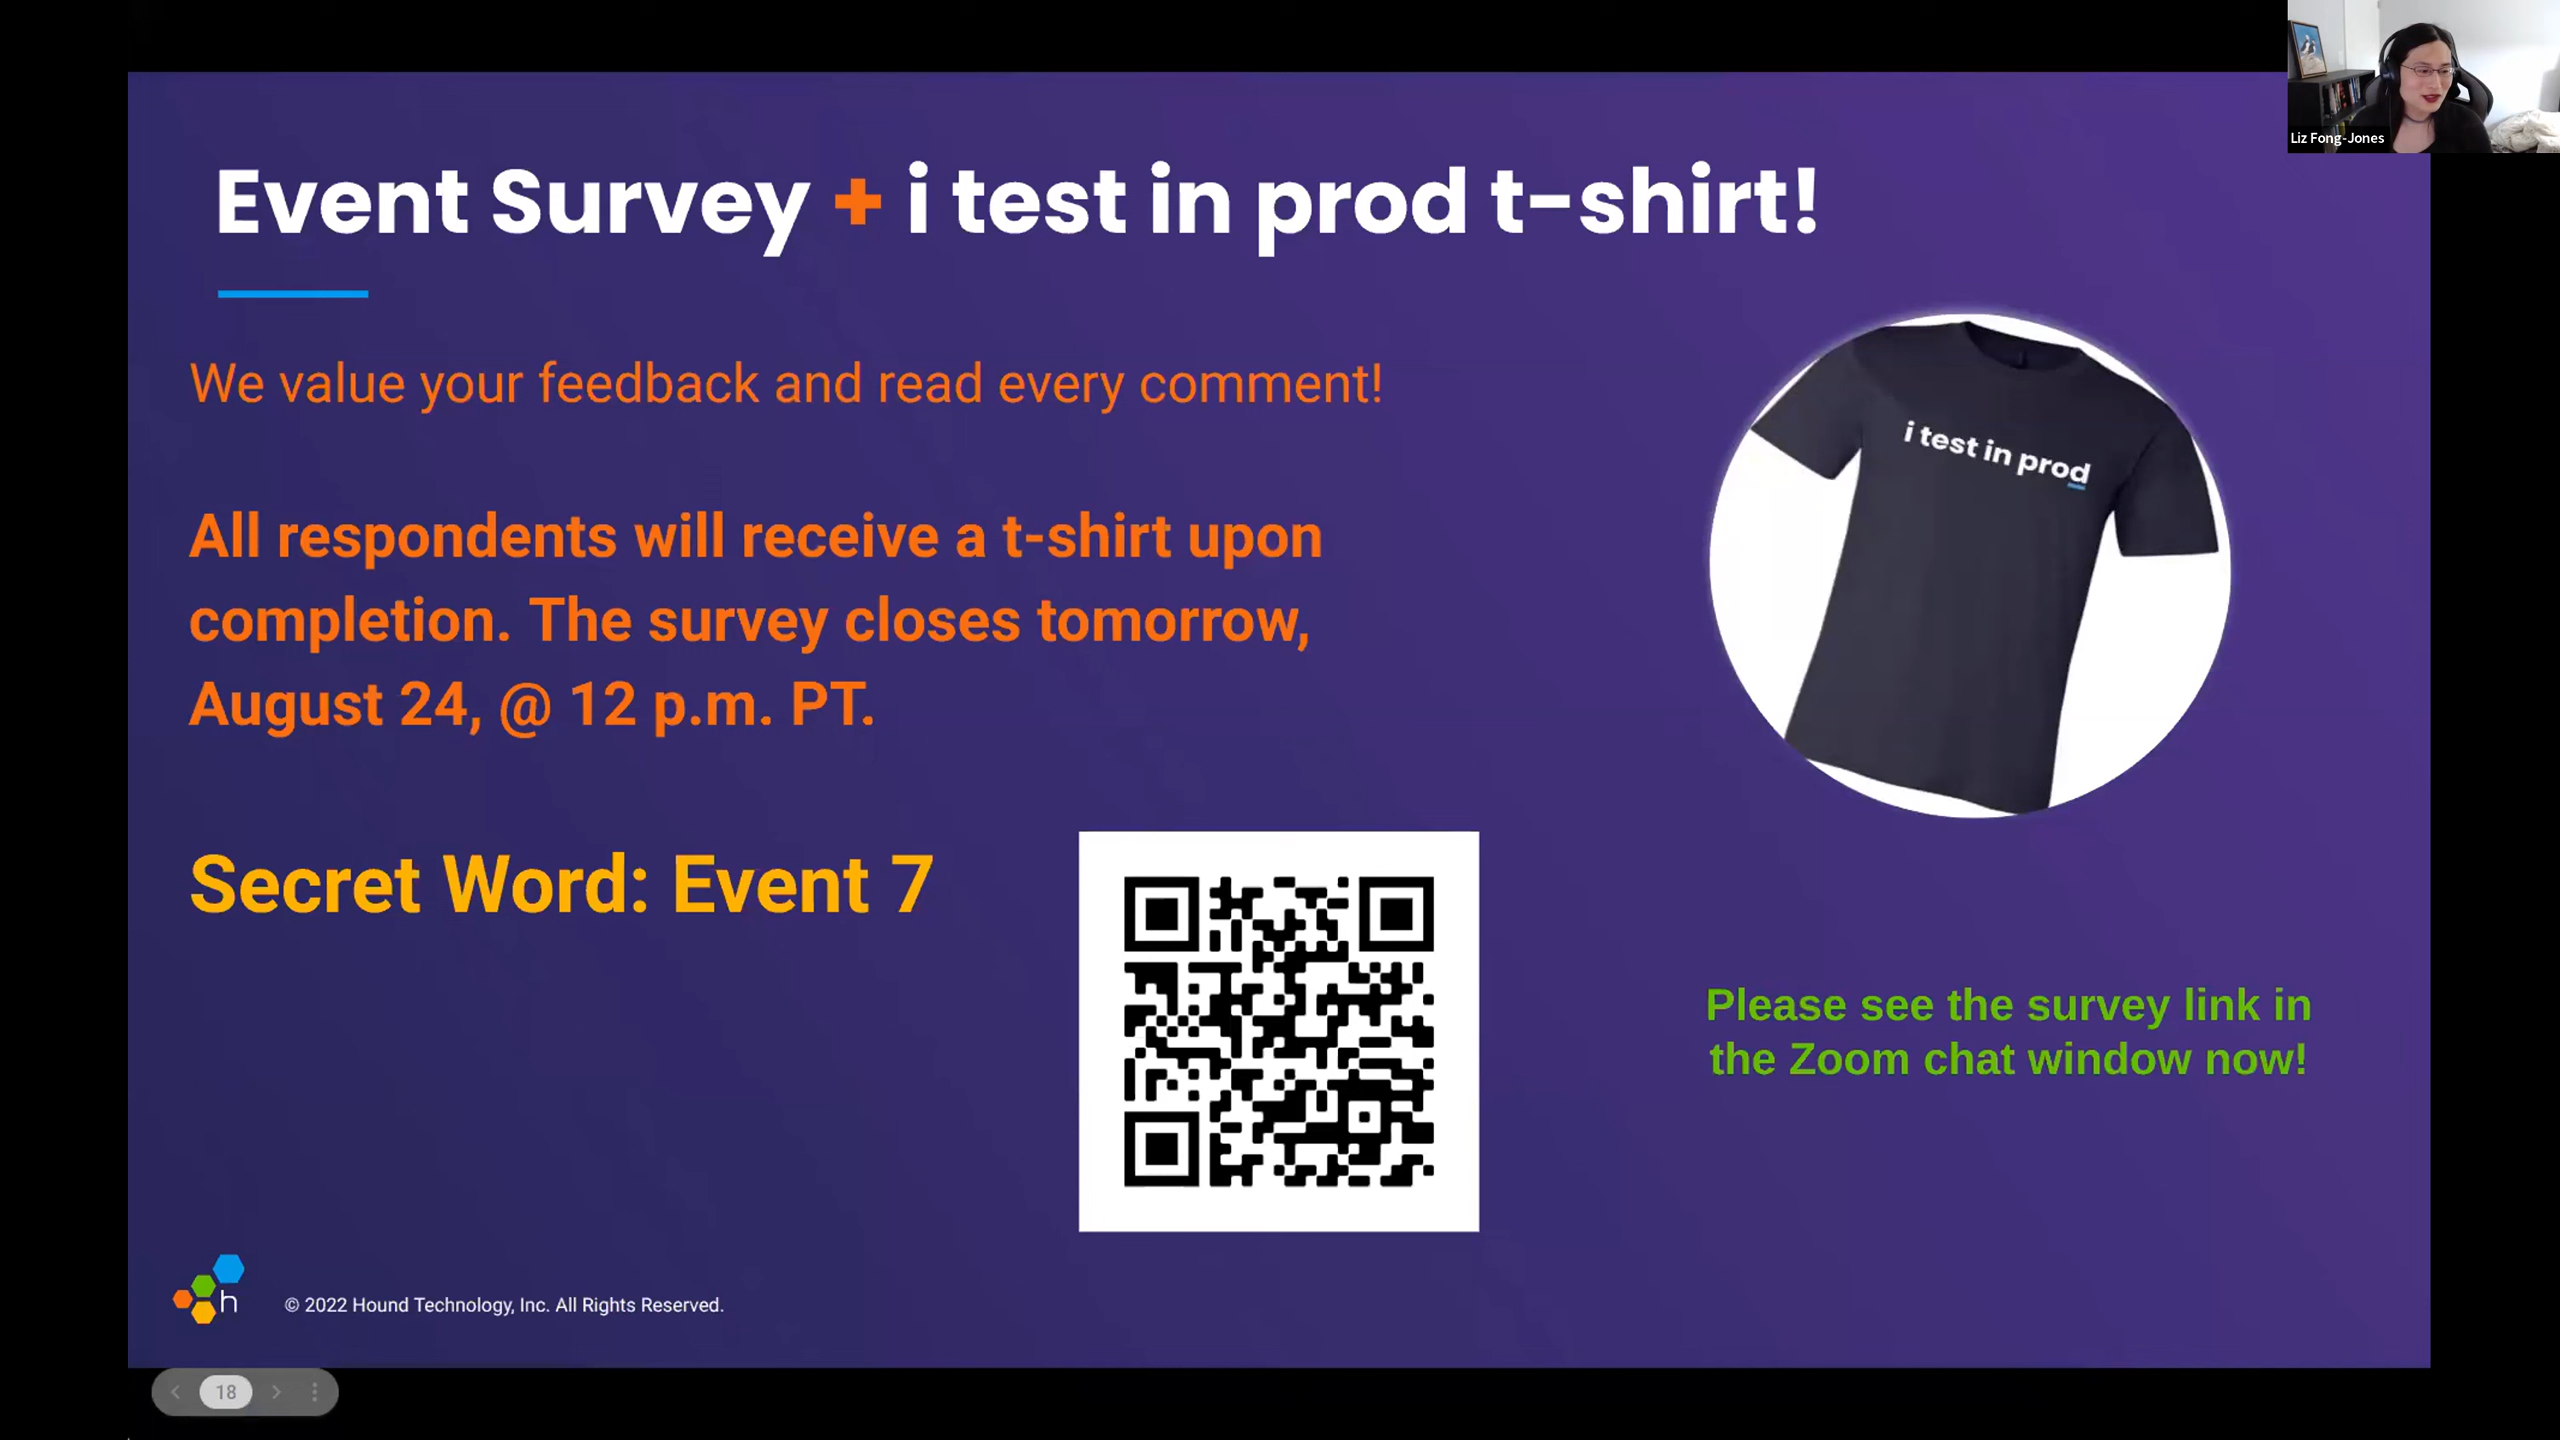 Liz Fong-Jones
Event Survey + i test in prod t-shirt!
We value your feedback and read every comment!
i test in prod
All respondents will receive a t-shirt upon
completion. The survey closes tomorrow,
August 24, @ 12 p.m. PT.
Secret Word: Event 7
Please see the survey link in
the Zoom chat window now!
h
© 2022 Hound Technology, Inc. All Rights Reserved.
18